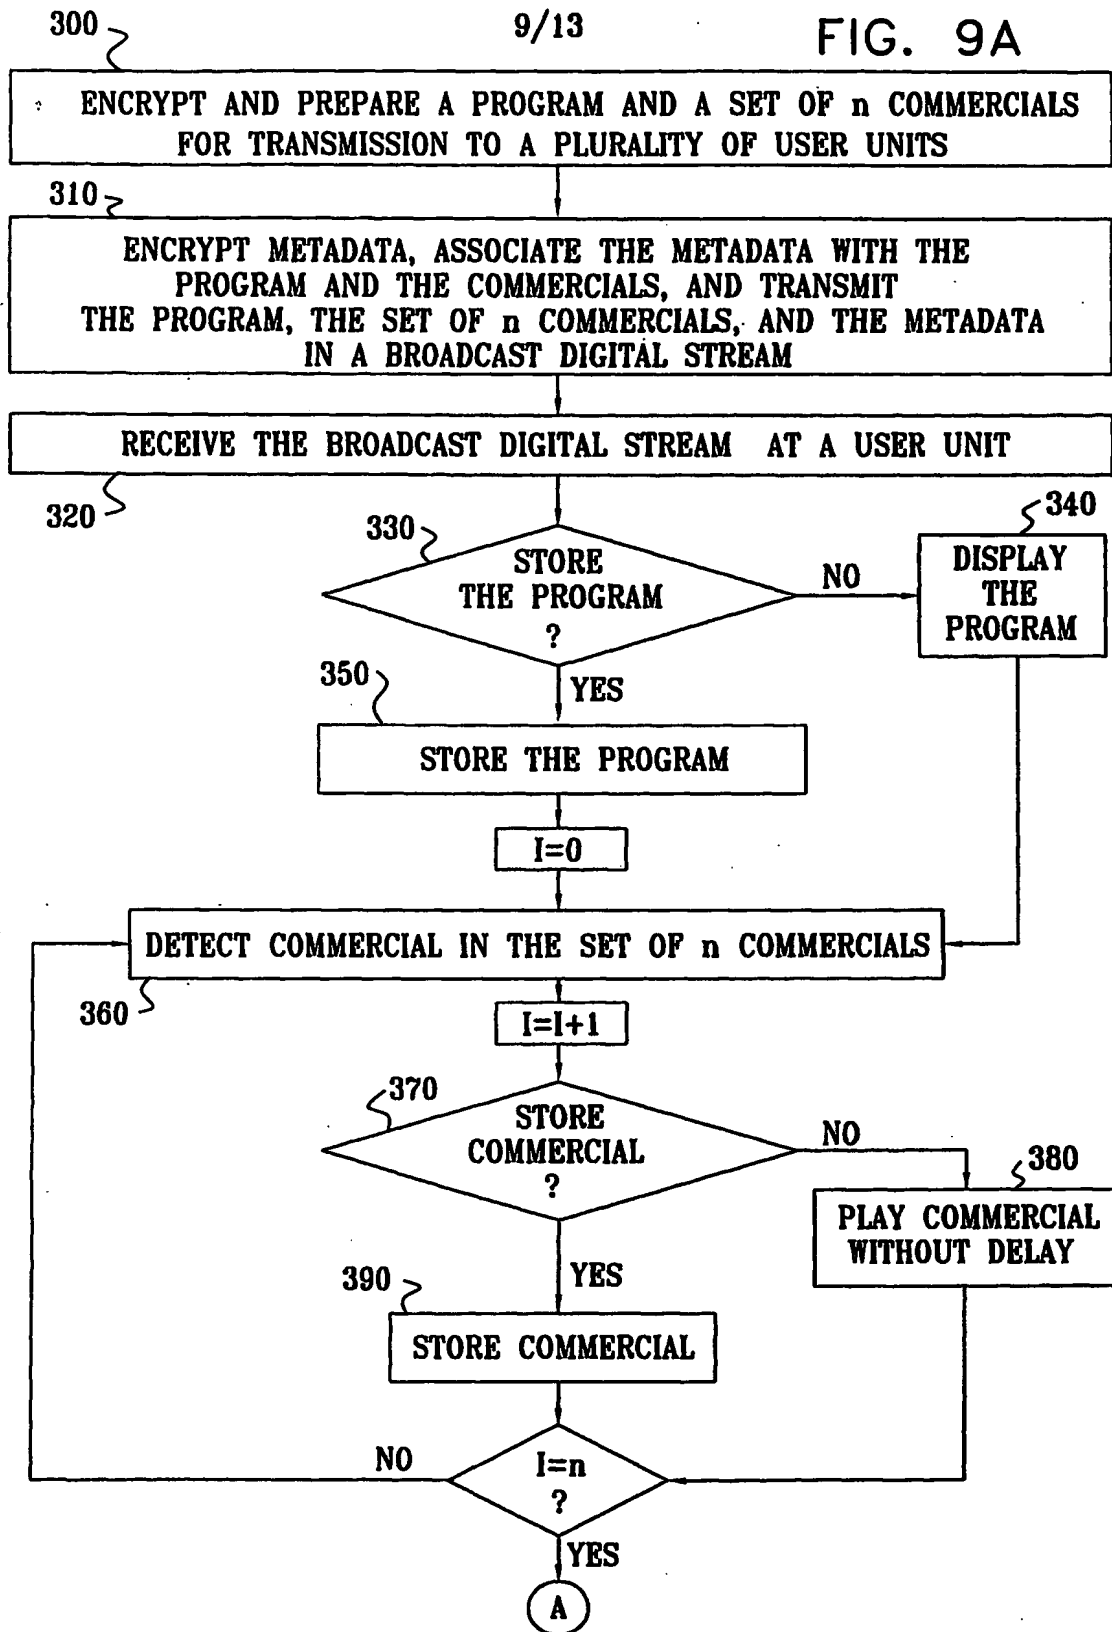 300
9/13
FIG. 9A
ENCRYPT AND PREPARE A PROGRAM AND A SET OF n COMMERCIALS
FOR TRANSMISSION TO A PLURALITY OF USER UNITS
310
ENCRYPT METADATA, ASSOCIATE THE METADATA WITH THE
PROGRAM AND THE COMMERCIALS, AND TRANSMIT
THE PROGRAM, THE SET OF n COMMERCIALS, AND THE METADATA
IN A BROADCAST DIGITAL STREAM
RECEIVE THE BROADCAST DIGITAL STREAM AT A USER UNIT
320
330
STORE
THE PROGRAM
?
NO
340
DISPLAY
THE
PROGRAM
YES
350
STORE THE PROGRAM
I=0
DETECT COMMERCIAL IN THE SET OF n COMMERCIALS
360
I=I+1
370
STORE
COMMERCIAL
?
NO
380
PLAY COMMERCIAL
WITHOUT DELAY
YES
390
STORE COMMERCIAL
I=n
?
NO
YES
A